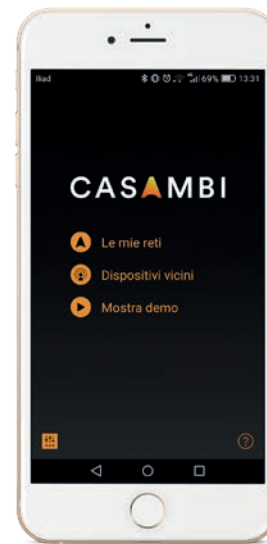 Iliad 69% 13:31
CASAMBI
Le mie reti
Dispositivi vicini
Mostra demo
?